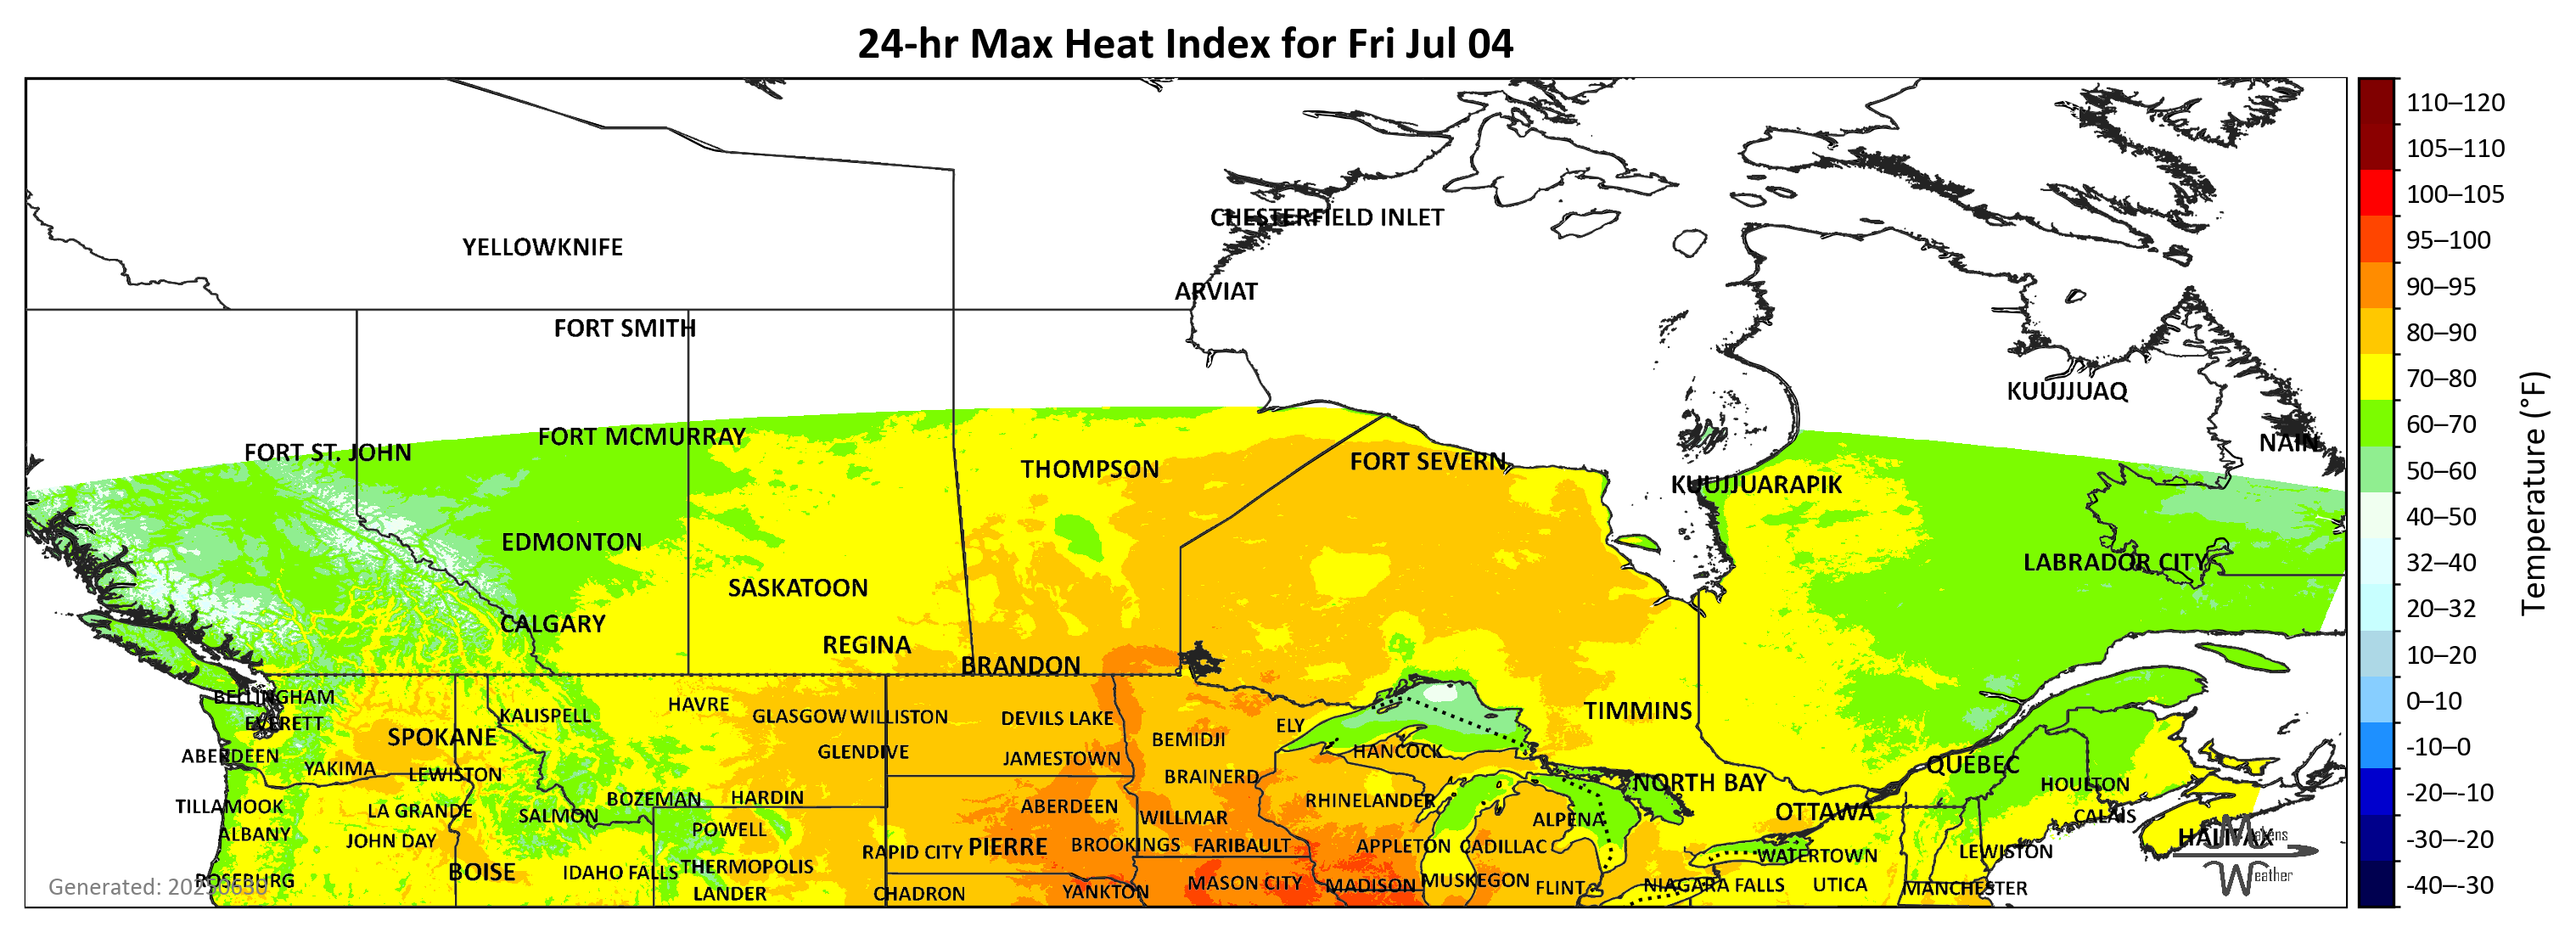 24-hr Max Heat Index for Fri Jul 04
CHESTERFIELD INLET
YELLOWKNIFE
ARVIAT
FORT SMITH
KUUJJUAQ
FORT MCMURRAY
NAIN
FORT ST. JOHN
FORT SEVERN
THOMPSON
KUUJJUARAPIK
EDMONTON
LABRADOR CITY
SASKATOON
CALGARY
REGINA
BRANDON
BELLINGHAM
HAVRE
TIMMINS
KALISPELL
GLASGOW WILLISTON
DEVILS LAKE
EVERETT
ELY
SPOKANE
BEMIDJI
GLENDIVE
HANCOCK
ABERDEEN
JAMESTOWN
QUÉBEC
YAKIMA
LEWISTON
BRAINERD
NORTH BAY
HOULTON
BOZEMAN
HARDIN
RHINELANDER
TILLAMOOK
LA GRANDE
ABERDEEN
OTTAWA
SALMON
WILLMAR
CALAIS
ALPENA
ALBANY
POWELL
HALIFAX
JOHN DAY
RAPID CITY
PIERRE
BROOKINGS
FARIBAULT
APPLETON
CADILLAC
LEWISTON
WATERTOWN
BOISE
IDAHO FALLS
THERMOPOLIS
ROSEBURG
MASON CITY
MADISON
MUSKEGON
FLINT
NIAGARA FALLS
UTICA
MANCHESTER
LANDER
CHADRON
YANKTON
Generated: 20250630
Makens
Weather
110–120
105–110
100–105
95–100
90–95
80–90
70–80
60–70
50–60
40–50
32–40
20–32
10–20
0–10
-10–0
-20–-10
-30–-20
-40–-30
Temperature (°F)